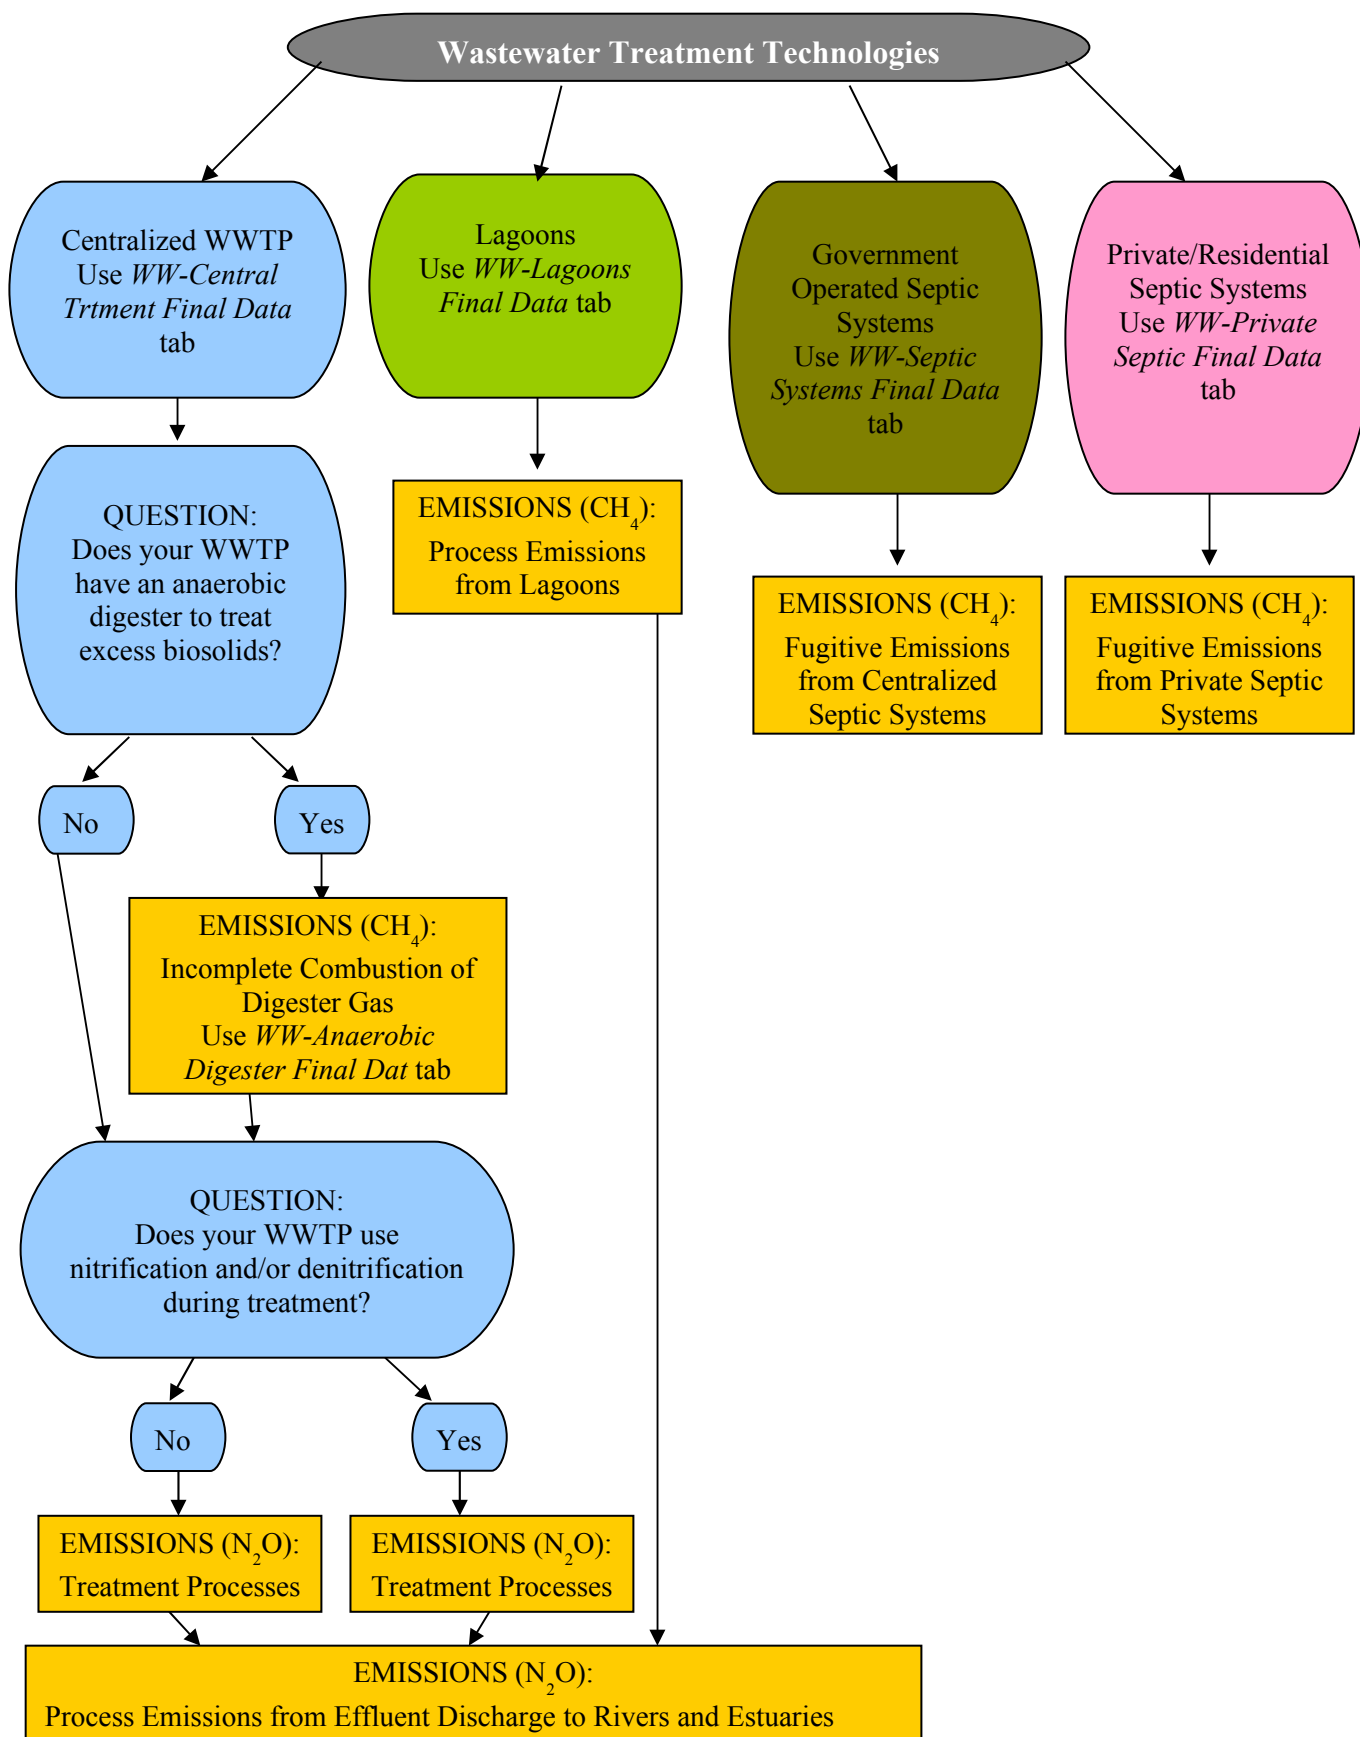 Wastewater Treatment Technologies
Centralized WWTP
Use WW-Central
Trtment Final Data
tab
Lagoons
Use WW-Lagoons
Final Data tab
Government
Operated Septic
Systems
Use WW-Septic
Systems Final Data
tab
Private/Residential
Septic Systems
Use WW-Private
Septic Final Data
tab
QUESTION:
Does your WWTP
have an anaerobic
digester to treat
excess biosolids?
EMISSIONS (CH₄):
Process Emissions
from Lagoons
EMISSIONS (CH₄):
Fugitive Emissions
from Centralized
Septic Systems
EMISSIONS (CH₄):
Fugitive Emissions
from Private Septic
Systems
No
Yes
EMISSIONS (CH₄):
Incomplete Combustion of
Digester Gas
Use WW-Anaerobic
Digester Final Dat tab
QUESTION:
Does your WWTP use
nitrification and/or denitrification
during treatment?
No
Yes
EMISSIONS (N₂O):
Treatment Processes
EMISSIONS (N₂O):
Treatment Processes
EMISSIONS (N₂O):
Process Emissions from Effluent Discharge to Rivers and Estuaries